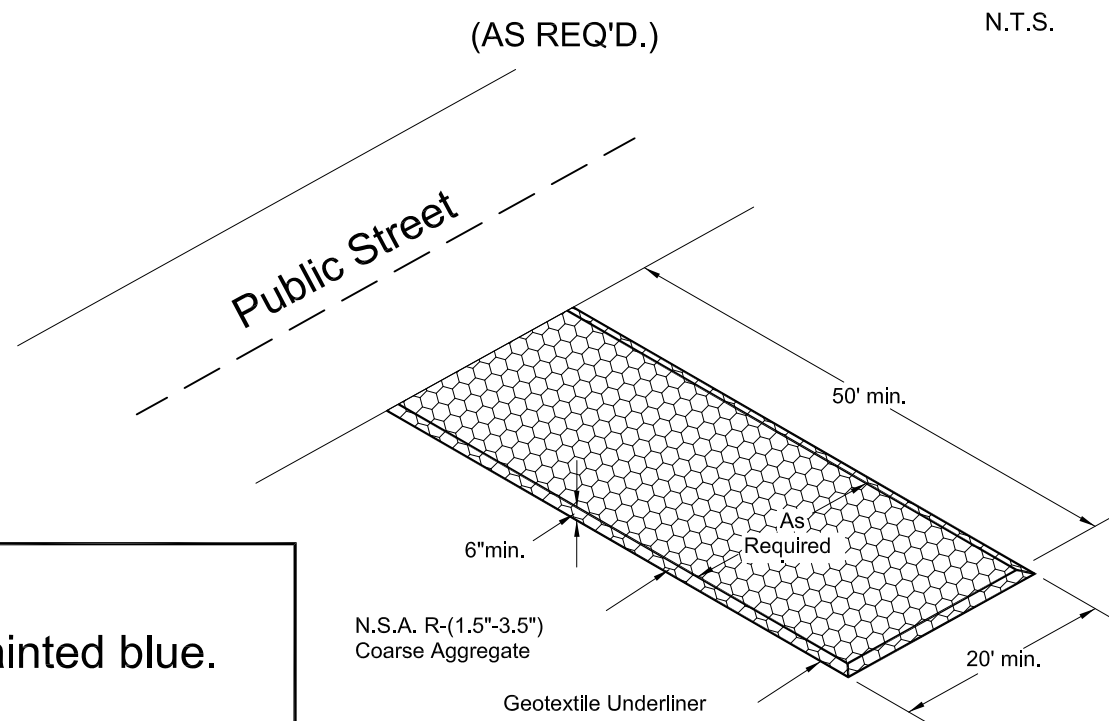 (AS REQ'D.)
N.T.S.
Public Street
50' min.
As
Required
6"min.
N.S.A. R-(1.5"-3.5")
Coarse Aggregate
20' min.
Geotextile Underliner
ainted blue.